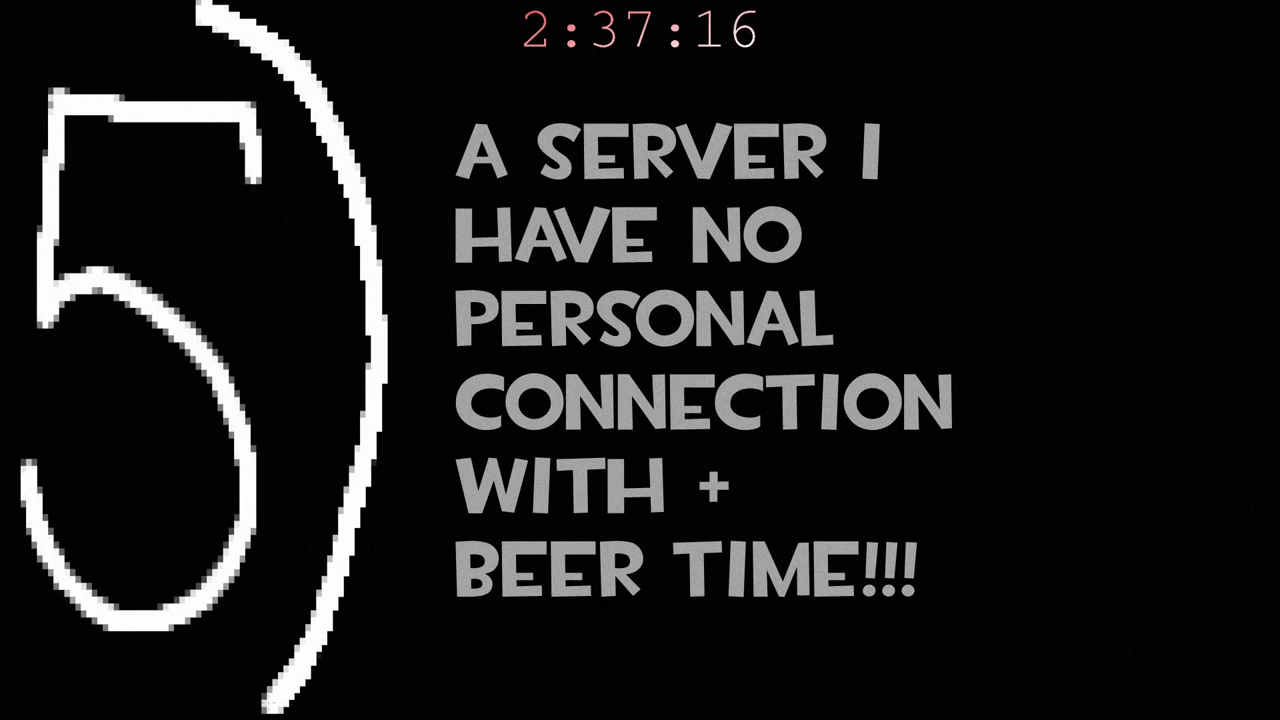 2:37:16
5)
A SERVER I
HAVE NO
PERSONAL
CONNECTION
WITH +
BEER TIME!!!